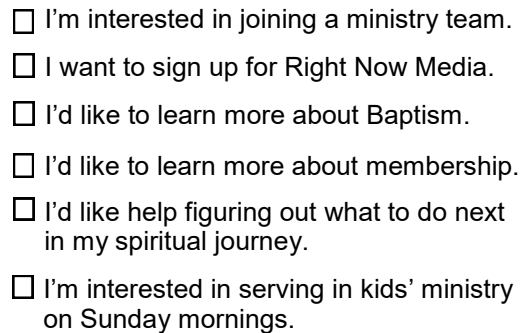 I'm interested in joining a ministry team.
I want to sign up for Right Now Media.
I'd like to learn more about Baptism.
I'd like to learn more about membership.
I'd like help figuring out what to do next
in my spiritual journey.
I'm interested in serving in kids' ministry
on Sunday mornings.